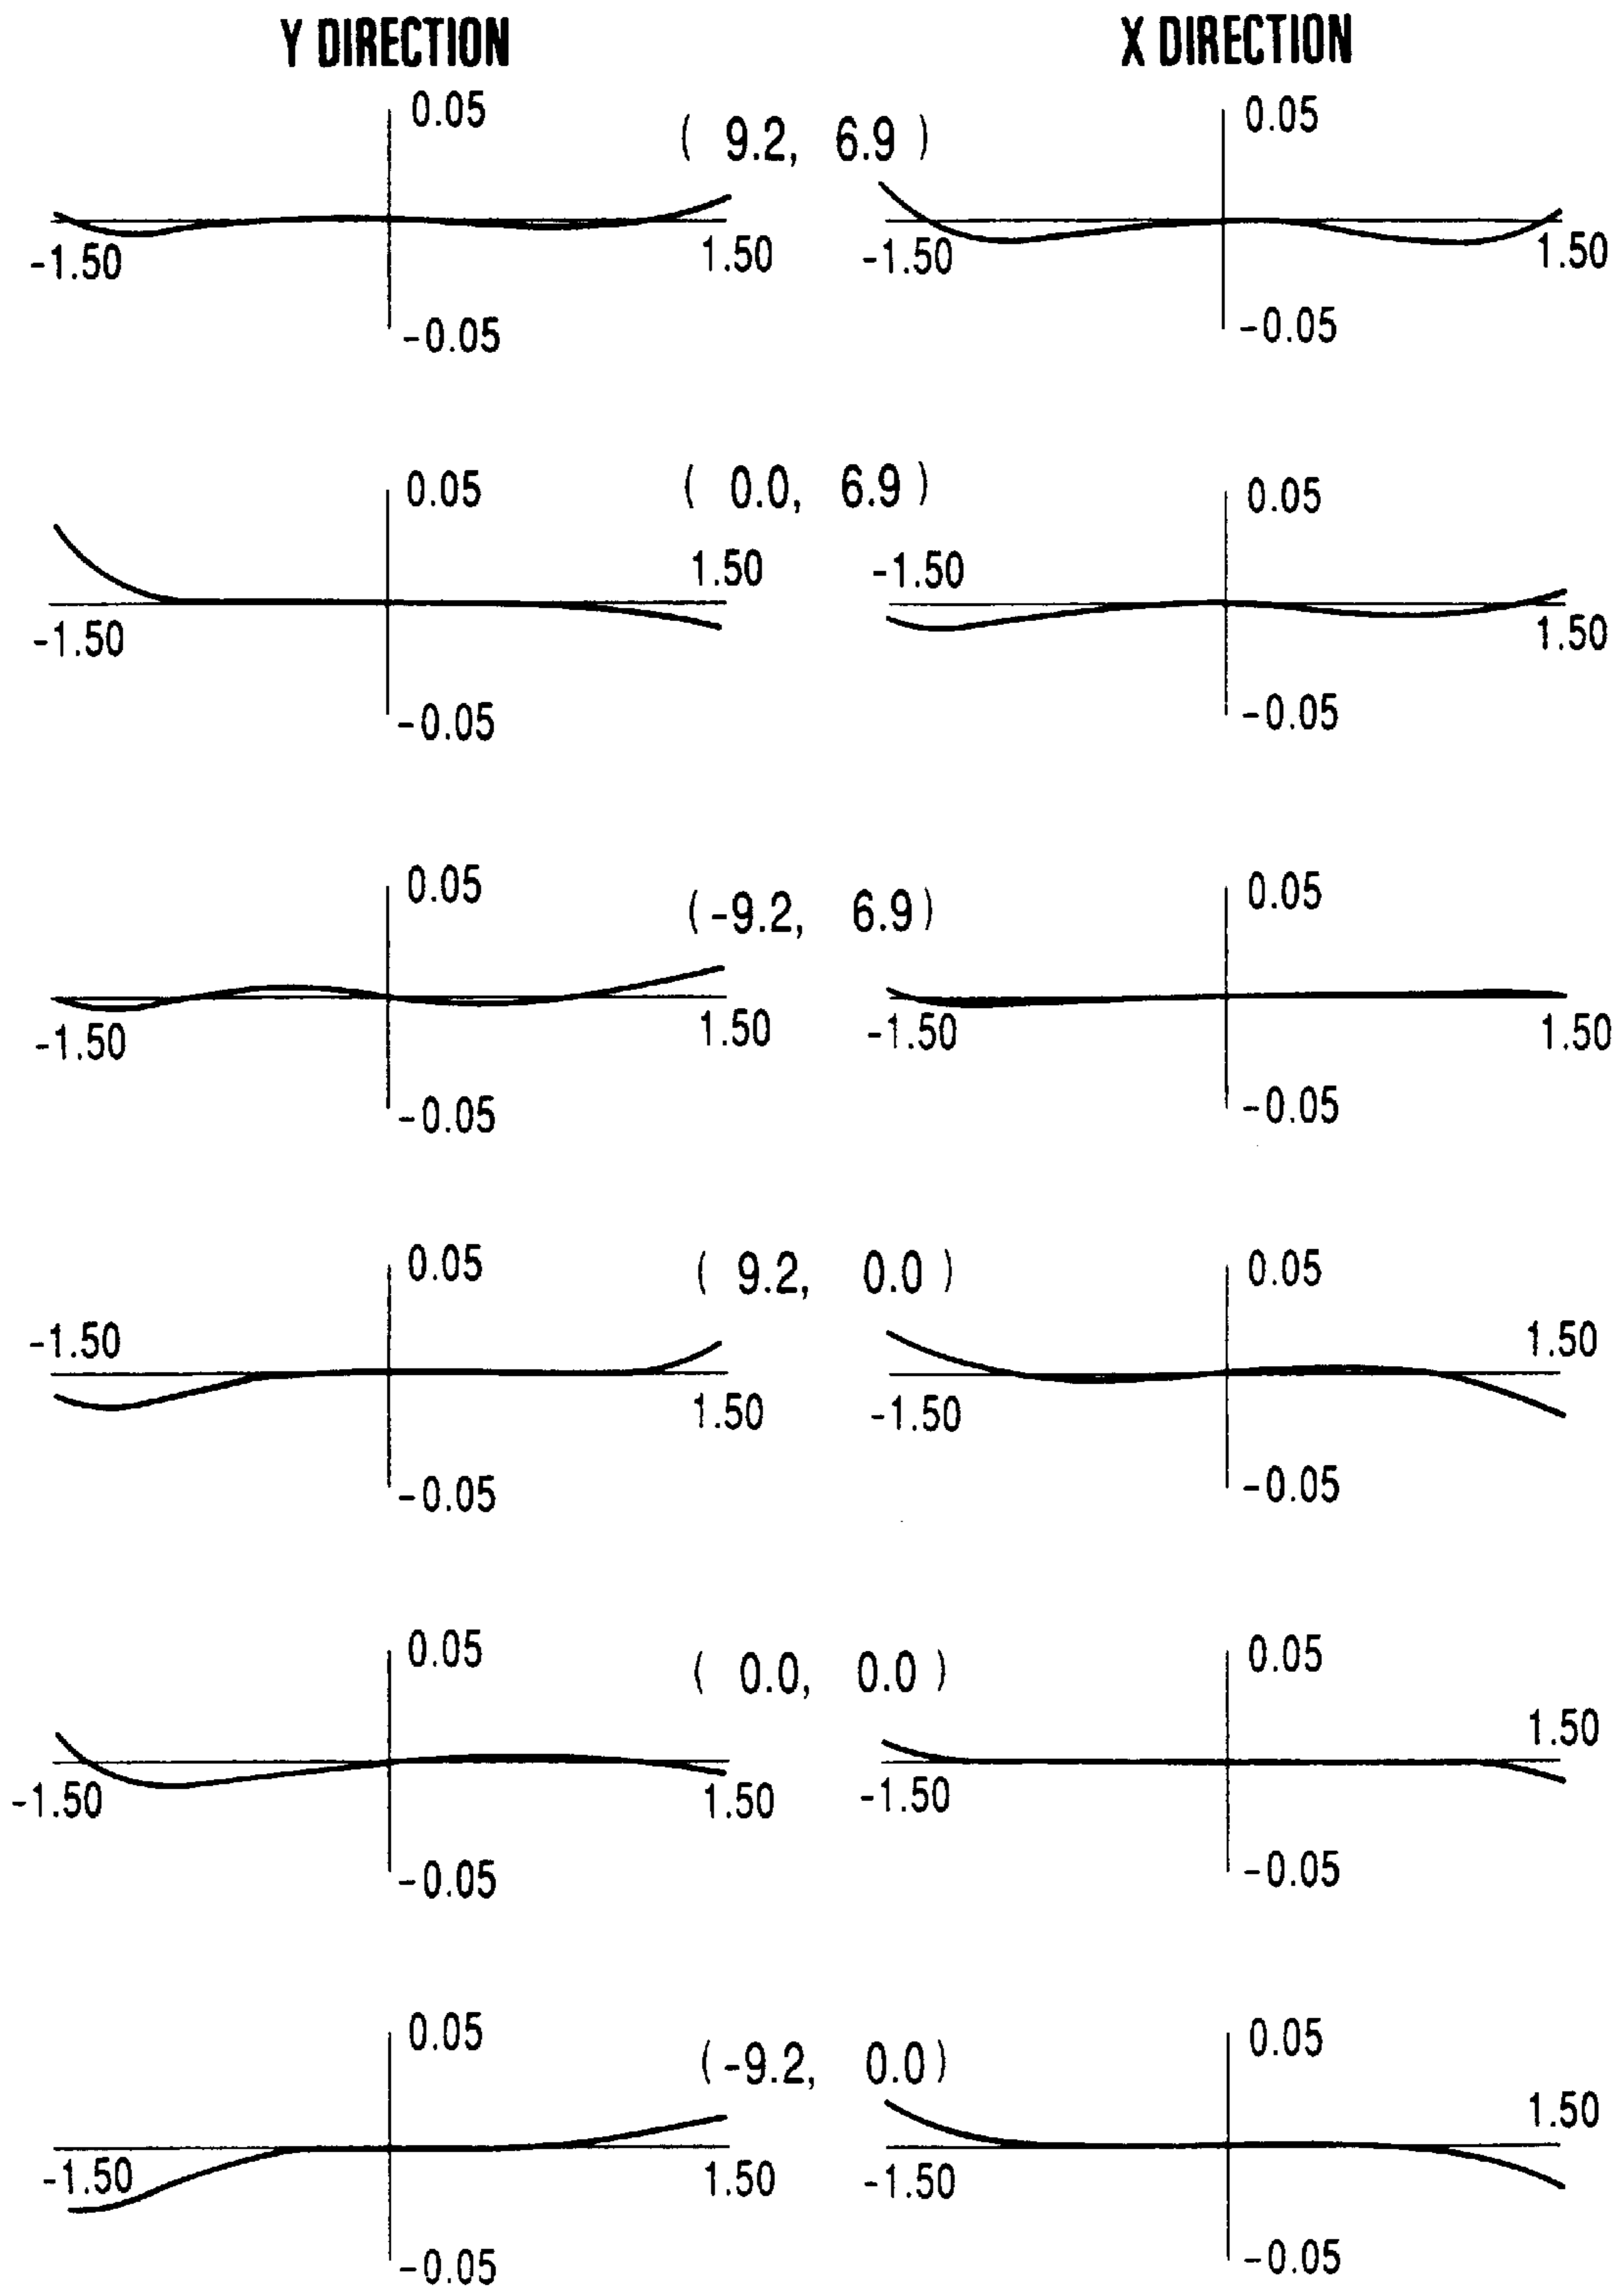 Y DIRECTION X DIRECTION
0.05 ( 9.2, 6.9 ) 0.05
-1.50 1.50 -1.50 1.50
-0.05 -0.05
0.05 ( 0.0, 6.9 ) 0.05
1.50 -1.50
-1.50 1.50
-0.05 -0.05
0.05 (-9.2, 6.9 ) 0.05
-1.50 1.50 -1.50 1.50
-0.05 -0.05
0.05 ( 9.2, 0.0 ) 0.05
-1.50 1.50
1.50 -1.50
-0.05 -0.05
0.05 ( 0.0, 0.0 ) 0.05
1.50
-1.50 1.50 -1.50
-0.05 -0.05
0.05 (-9.2, 0.0 ) 0.05
1.50
-1.50 1.50 -1.50
-0.05 -0.05